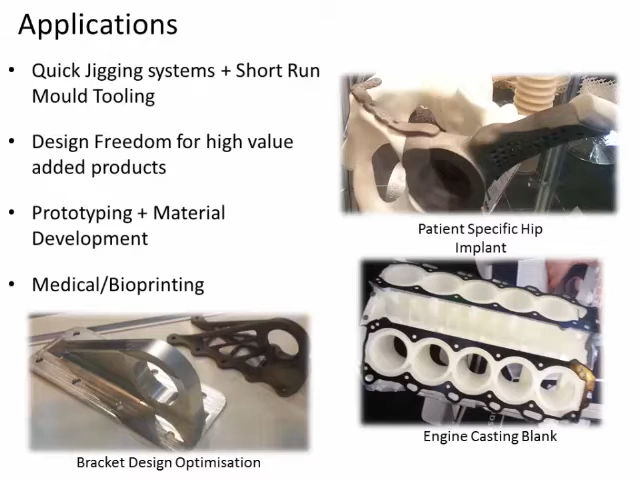 Applications
• Quick Jigging systems + Short Run
Mould Tooling
• Design Freedom for high value
added products
• Prototyping + Material
Development
• Medical/Bioprinting
Patient Specific Hip
Implant
Engine Casting Blank
Bracket Design Optimisation